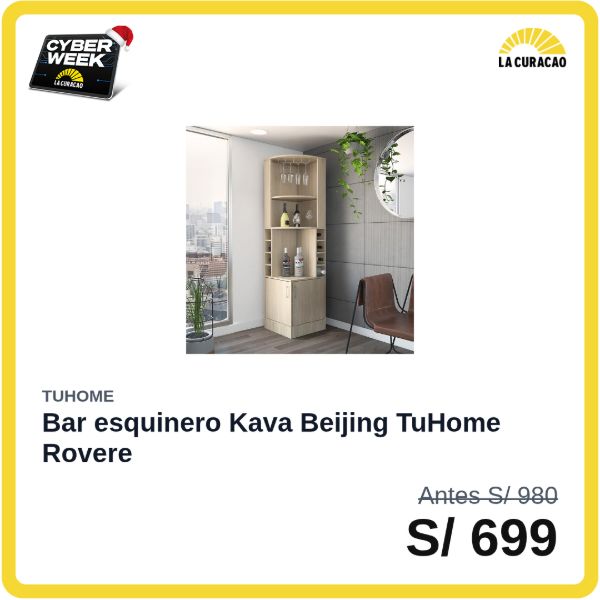 CYBER
WEEK
LA CURACAO
LA CURACAO
TUHOME
Bar esquinero Kava Beijing TuHome
Rovere
Antes S/ 980
S/ 699